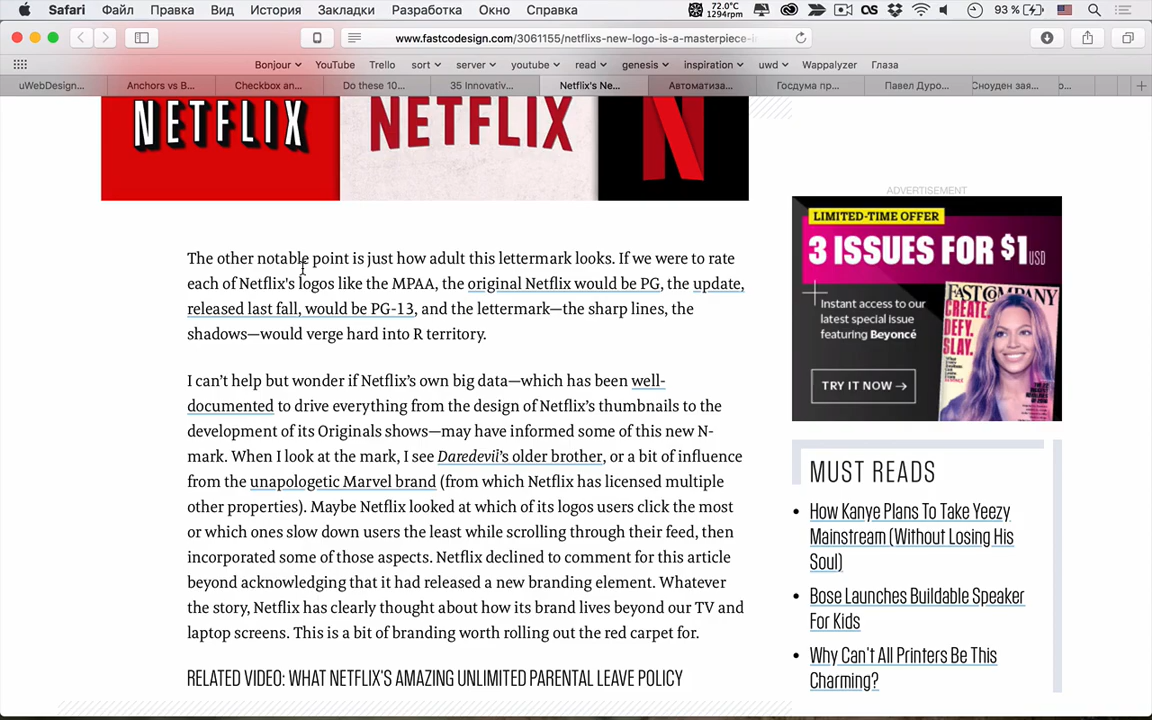 Safari Файл Правка Вид История Закладки Разработка Окно Справка 72.0°C 1294rpm 93 %
www.fastcodesign.com/3061155/netflixs-new-logo-is-a-masterpiece-i
Bonjour YouTube Trello sort server youtube read genesis inspiration uwd Wappalyzer Глаза
uWebDesign... Anchors vs B... Checkbox an... Do these 10... 35 Innovativ... Netflix's Ne... Автоматиза... Госдума пр... Павел Дуро... Сноуден зая...
NETFLIX NETFLIX N
The other notable point is just how adult this lettermark looks. If we were to rate
each of Netflix's logos like the MPAA, the original Netflix would be PG, the update,
released last fall, would be PG-13, and the lettermark—the sharp lines, the
shadows—would verge hard into R territory.
I can't help but wonder if Netflix's own big data—which has been well-
documented to drive everything from the design of Netflix's thumbnails to the
development of its Originals shows—may have informed some of this new N-
mark. When I look at the mark, I see Daredevil's older brother, or a bit of influence
from the unapologetic Marvel brand (from which Netflix has licensed multiple
other properties). Maybe Netflix looked at which of its logos users click the most
or which ones slow down users the least while scrolling through their feed, then
incorporated some of those aspects. Netflix declined to comment for this article
beyond acknowledging that it had released a new branding element. Whatever
the story, Netflix has clearly thought about how its brand lives beyond our TV and
laptop screens. This is a bit of branding worth rolling out the red carpet for.
RELATED VIDEO: WHAT NETFLIX'S AMAZING UNLIMITED PARENTAL LEAVE POLICY
ADVERTISEMENT
LIMITED-TIME OFFER
3 ISSUES FOR $1 USD
Instant access to our
latest special issue
featuring Beyoncé
TRY IT NOW →
FAST COMPANY
CREATE.
DEFY.
SLAY.
MUST READS
• How Kanye Plans To Take Yeezy
Mainstream (Without Losing His
Soul)
• Bose Launches Buildable Speaker
For Kids
• Why Can't All Printers Be This
Charming?